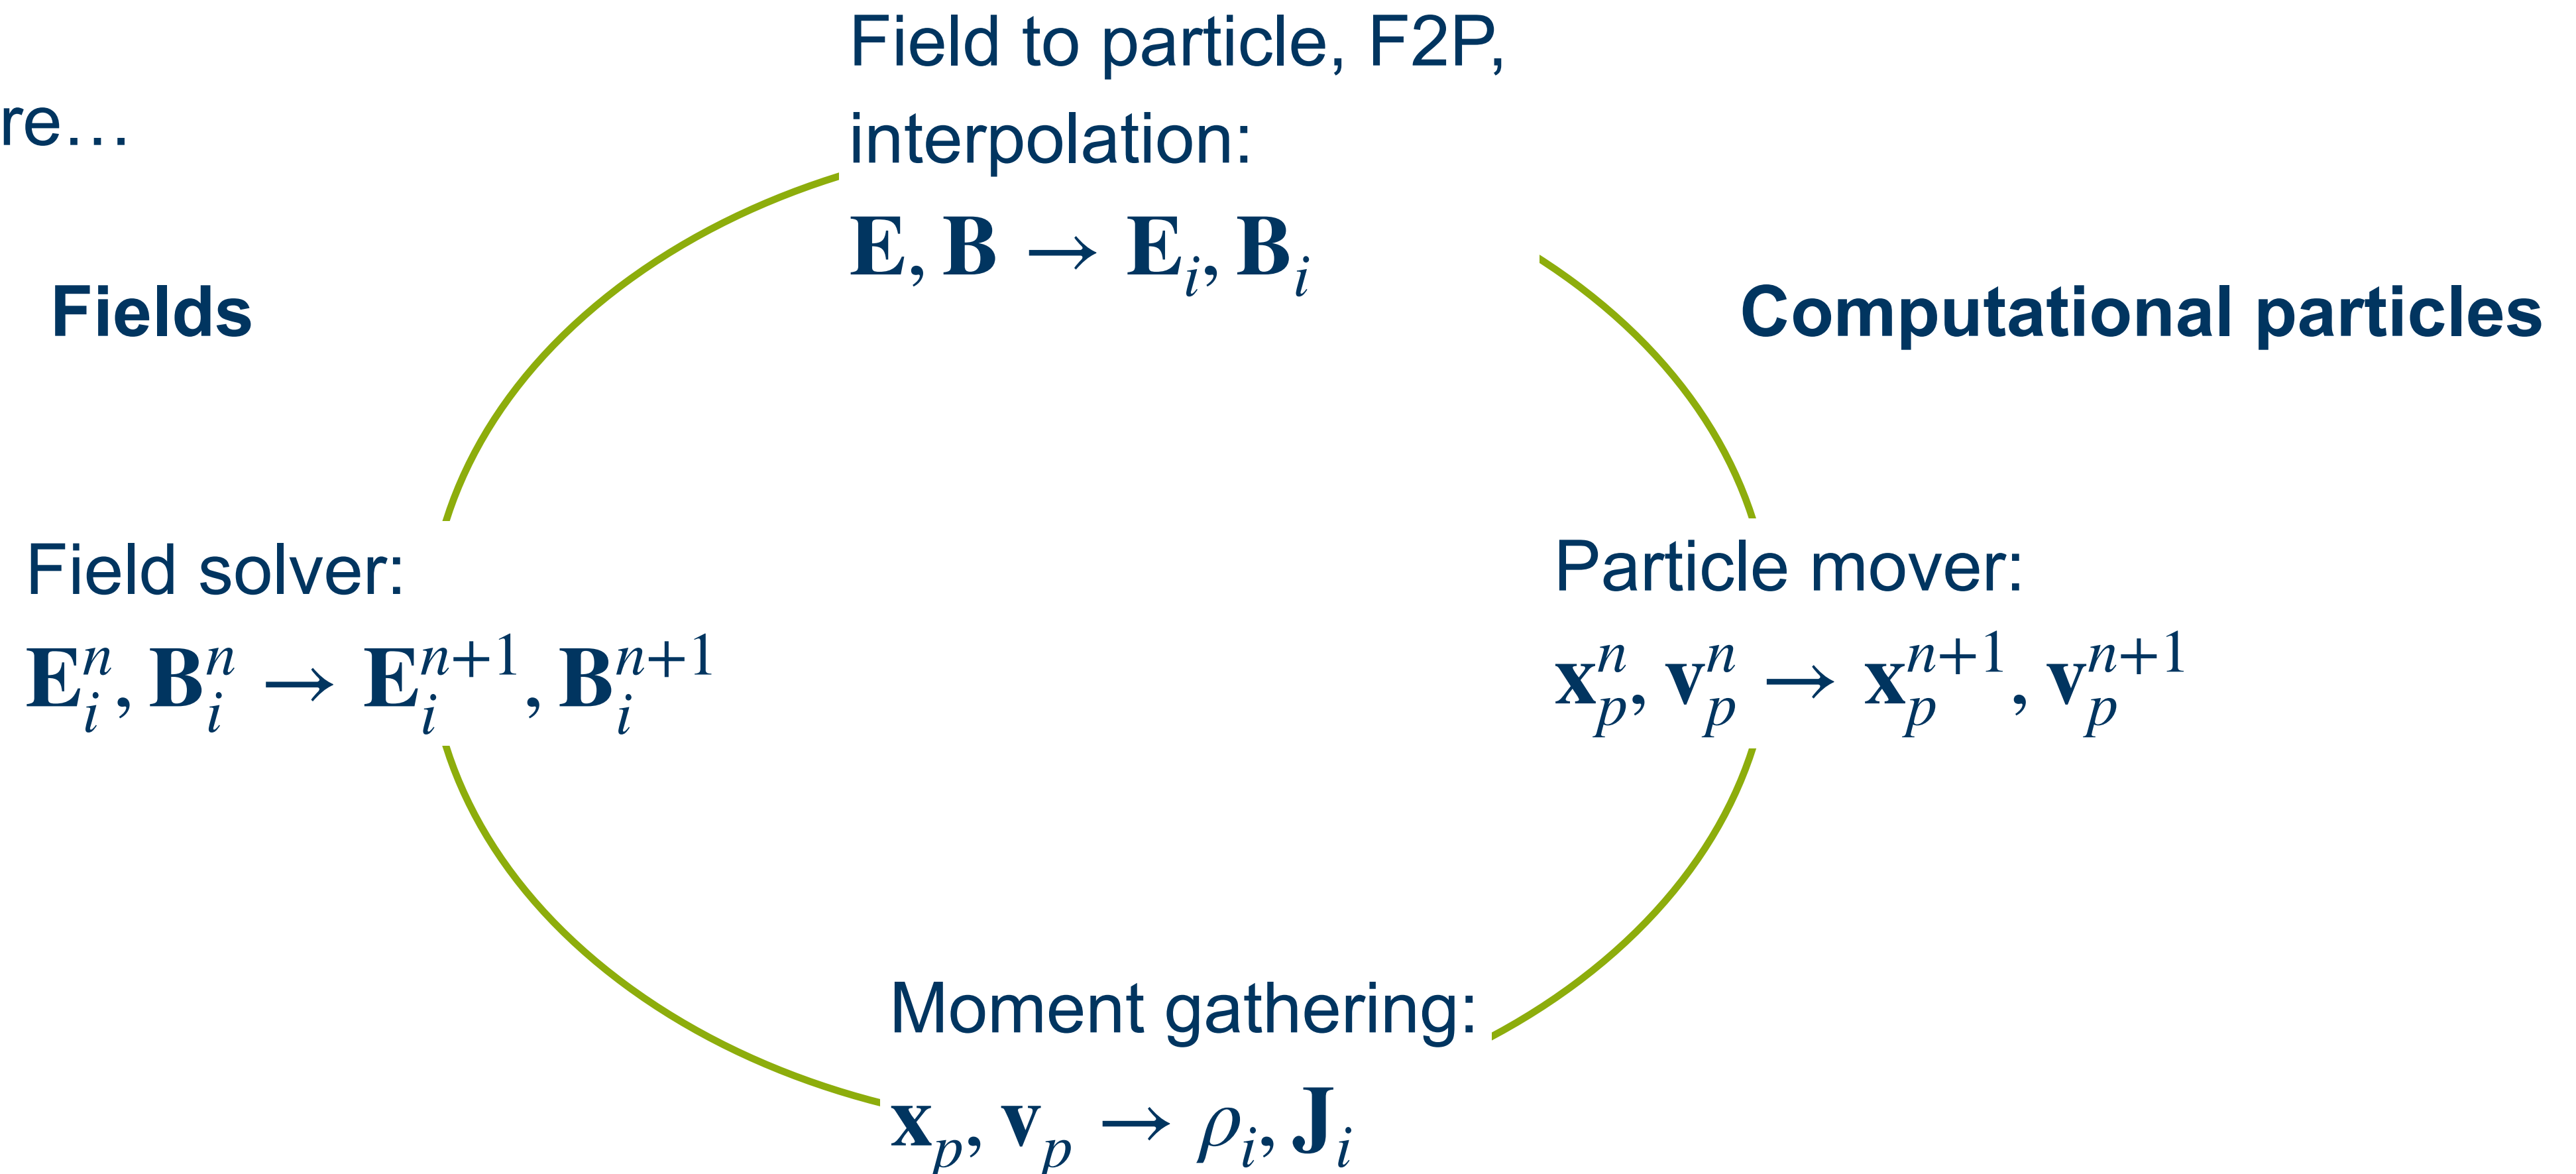 Field to particle, F2P,
re…
interpolation:
E, B → E_i, B_i
Fields
Computational particles
Field solver:
E_i^n, B_i^n → E_i^{n+1}, B_i^{n+1}
Particle mover:
x_p^n, v_p^n → x_p^{n+1}, v_p^{n+1}
Moment gathering:
x_p, v_p → ρ_i, J_i